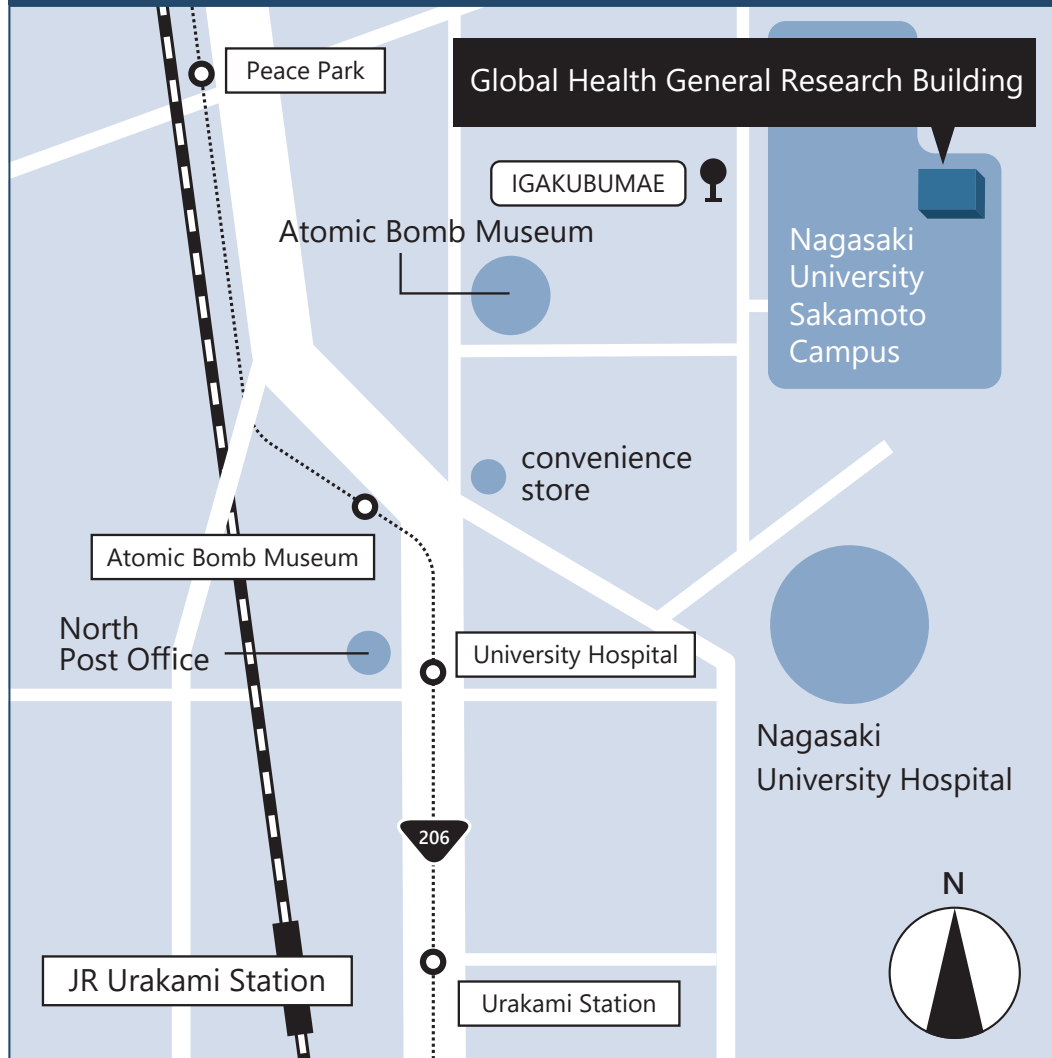 Peace Park
Global Health General Research Building
IGAKUBUMAE
Atomic Bomb Museum
Nagasaki
University
Sakamoto
Campus
convenience
store
Atomic Bomb Museum
North
Post Office
University Hospital
Nagasaki
University Hospital
206
N
JR Urakami Station
Urakami Station